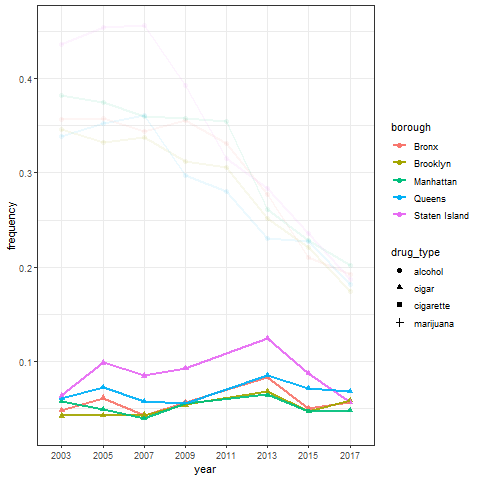 0.4
0.3
0.2
0.1
frequency
2003 2005 2007 2009 2011 2013 2015 2017
year
borough
Bronx
Brooklyn
Manhattan
Queens
Staten Island
drug_type
alcohol
cigar
cigarette
marijuana